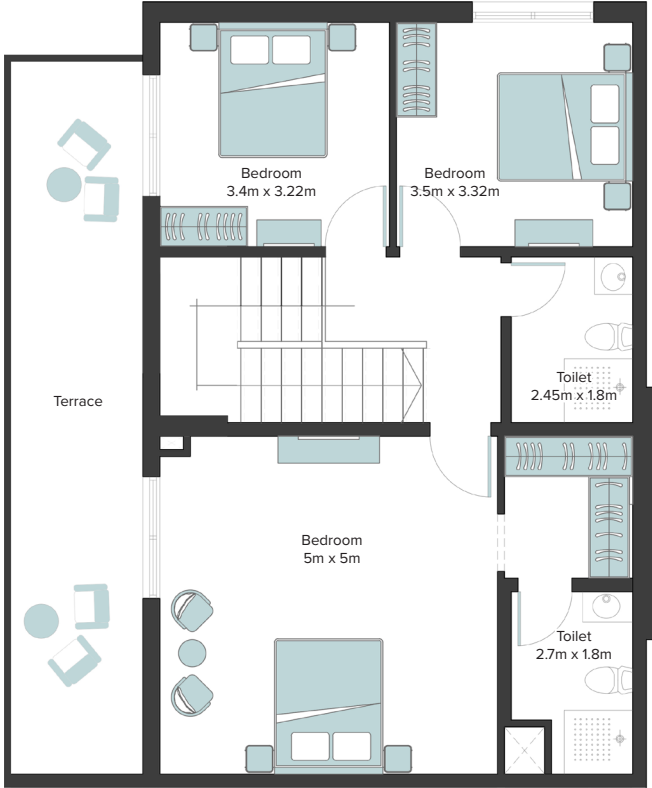 Bedroom
3.4m x 3.22m
Bedroom
3.5m x 3.32m
Toilet
2.45m x 1.8m
Terrace
Bedroom
5m x 5m
Toilet
2.7m x 1.8m